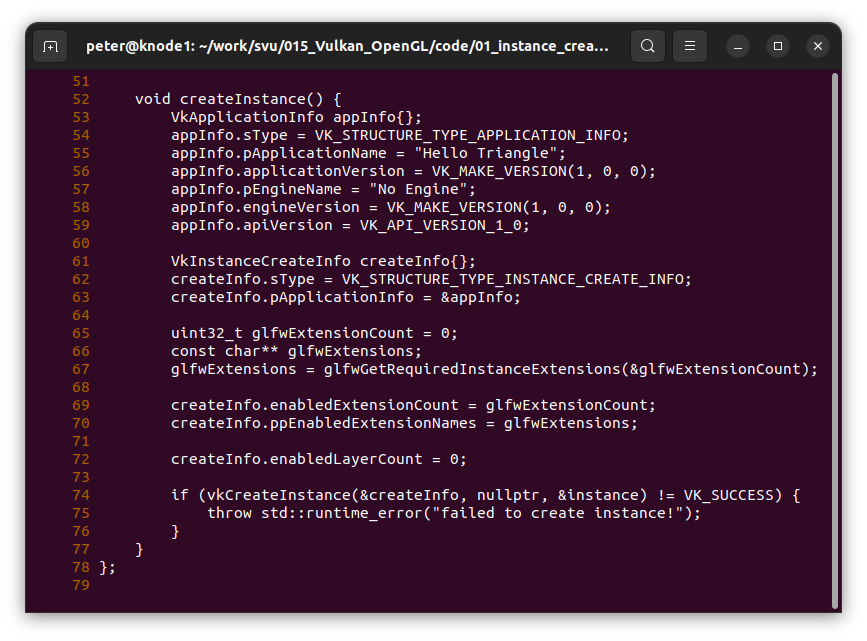 peter@knode1: ~/work/svu/015_Vulkan_OpenGL/code/01_instance_crea...
51
52     void createInstance() {
53         VkApplicationInfo appInfo{};
54         appInfo.sType = VK_STRUCTURE_TYPE_APPLICATION_INFO;
55         appInfo.pApplicationName = "Hello Triangle";
56         appInfo.applicationVersion = VK_MAKE_VERSION(1, 0, 0);
57         appInfo.pEngineName = "No Engine";
58         appInfo.engineVersion = VK_MAKE_VERSION(1, 0, 0);
59         appInfo.apiVersion = VK_API_VERSION_1_0;
60
61         VkInstanceCreateInfo createInfo{};
62         createInfo.sType = VK_STRUCTURE_TYPE_INSTANCE_CREATE_INFO;
63         createInfo.pApplicationInfo = &appInfo;
64
65         uint32_t glfwExtensionCount = 0;
66         const char** glfwExtensions;
67         glfwExtensions = glfwGetRequiredInstanceExtensions(&glfwExtensionCount);
68
69         createInfo.enabledExtensionCount = glfwExtensionCount;
70         createInfo.ppEnabledExtensionNames = glfwExtensions;
71
72         createInfo.enabledLayerCount = 0;
73
74         if (vkCreateInstance(&createInfo, nullptr, &instance) != VK_SUCCESS) {
75             throw std::runtime_error("failed to create instance!");
76         }
77     }
78 };
79